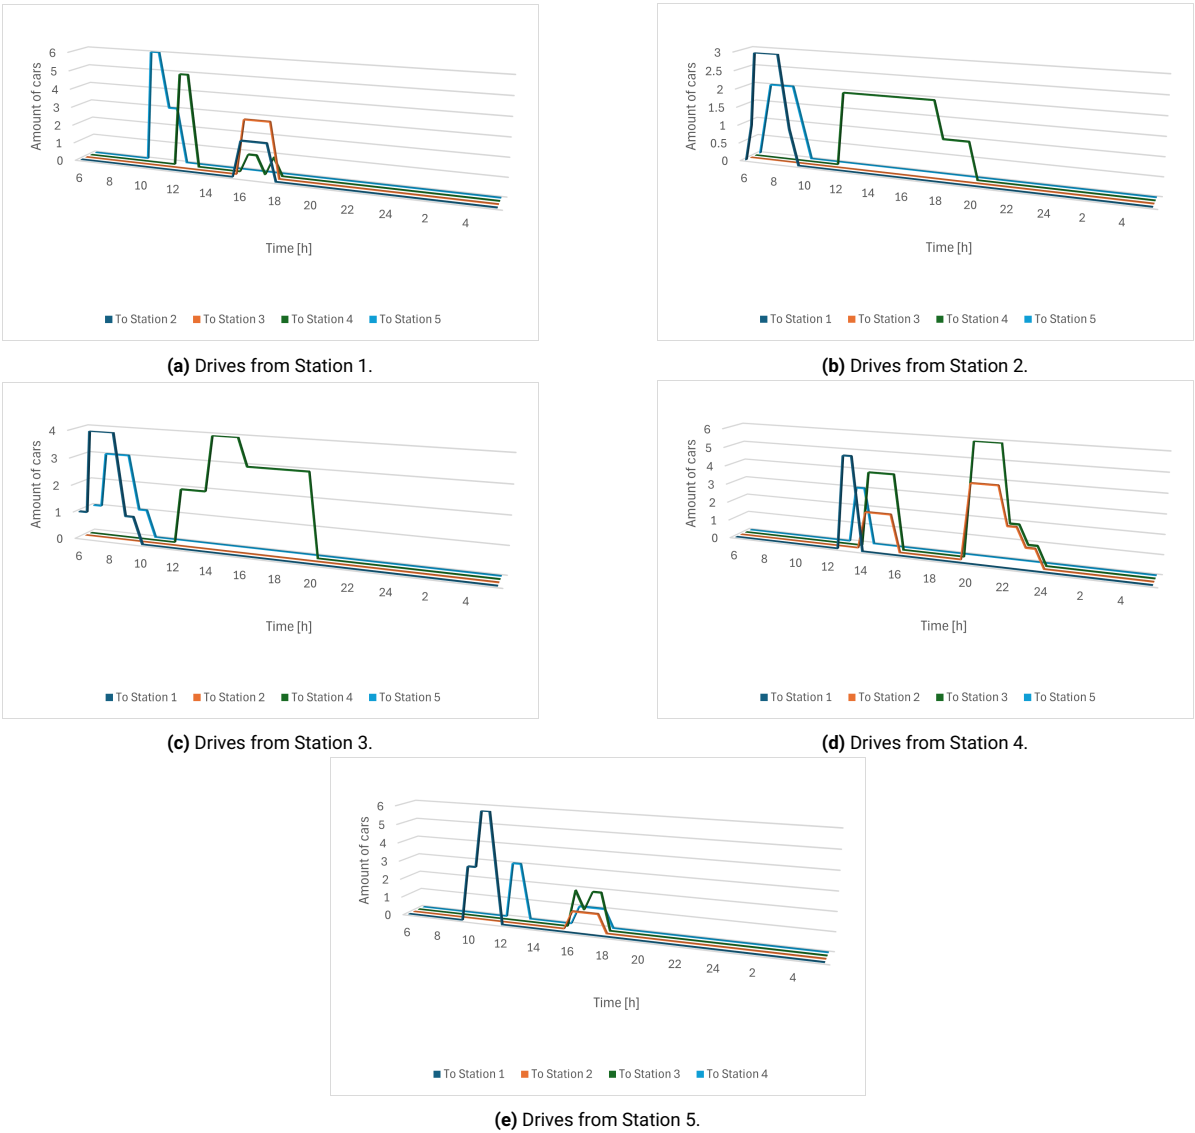 Amount of cars
6
5
4
3
2
1
0
6 8 10 12 14 16 18 20 22 24 2 4
Time [h]
To Station 2 To Station 3 To Station 4 To Station 5
(a) Drives from Station 1.
Amount of cars
3
2.5
2
1.5
1
0.5
0
6 8 10 12 14 16 18 20 22 24 2 4
Time [h]
To Station 1 To Station 3 To Station 4 To Station 5
(b) Drives from Station 2.
Amount of cars
4
3
2
1
0
6 8 10 12 14 16 18 20 22 24 2 4
Time [h]
To Station 1 To Station 2 To Station 4 To Station 5
(c) Drives from Station 3.
Amount of cars
6
5
4
3
2
1
0
6 8 10 12 14 16 18 20 22 24 2 4
Time [h]
To Station 1 To Station 2 To Station 3 To Station 5
(d) Drives from Station 4.
Amount of cars
6
5
4
3
2
1
0
6 8 10 12 14 16 18 20 22 24 2 4
Time [h]
To Station 1 To Station 2 To Station 3 To Station 4
(e) Drives from Station 5.